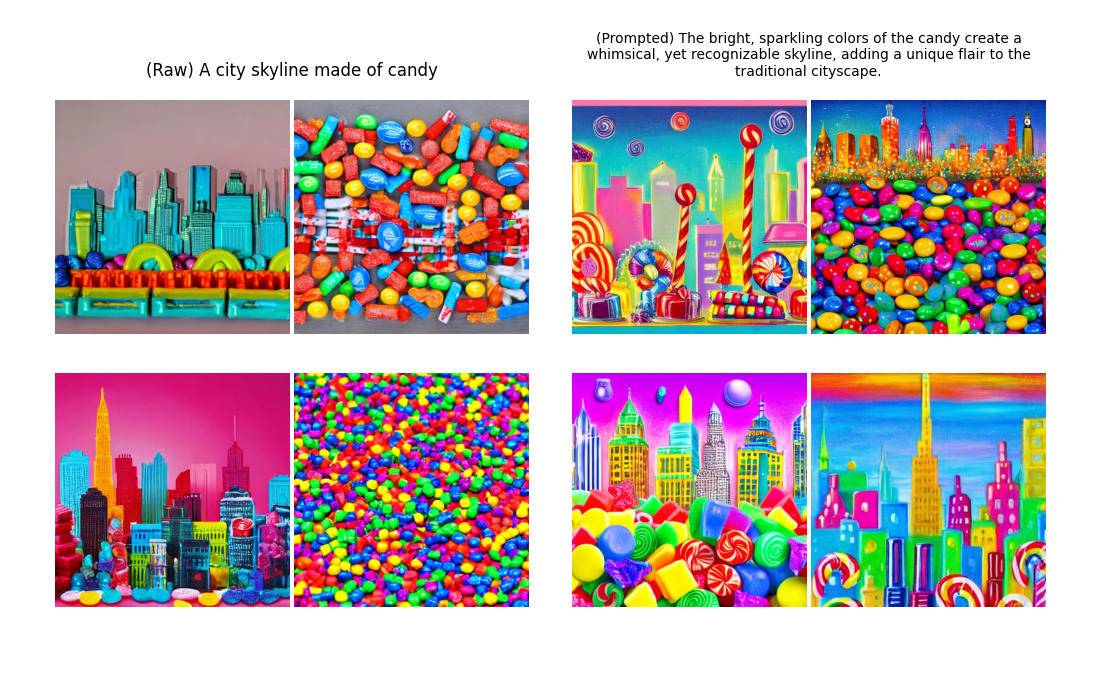 (Raw) A city skyline made of candy
(Prompted) The bright, sparkling colors of the candy create a
whimsical, yet recognizable skyline, adding a unique flair to the
traditional cityscape.